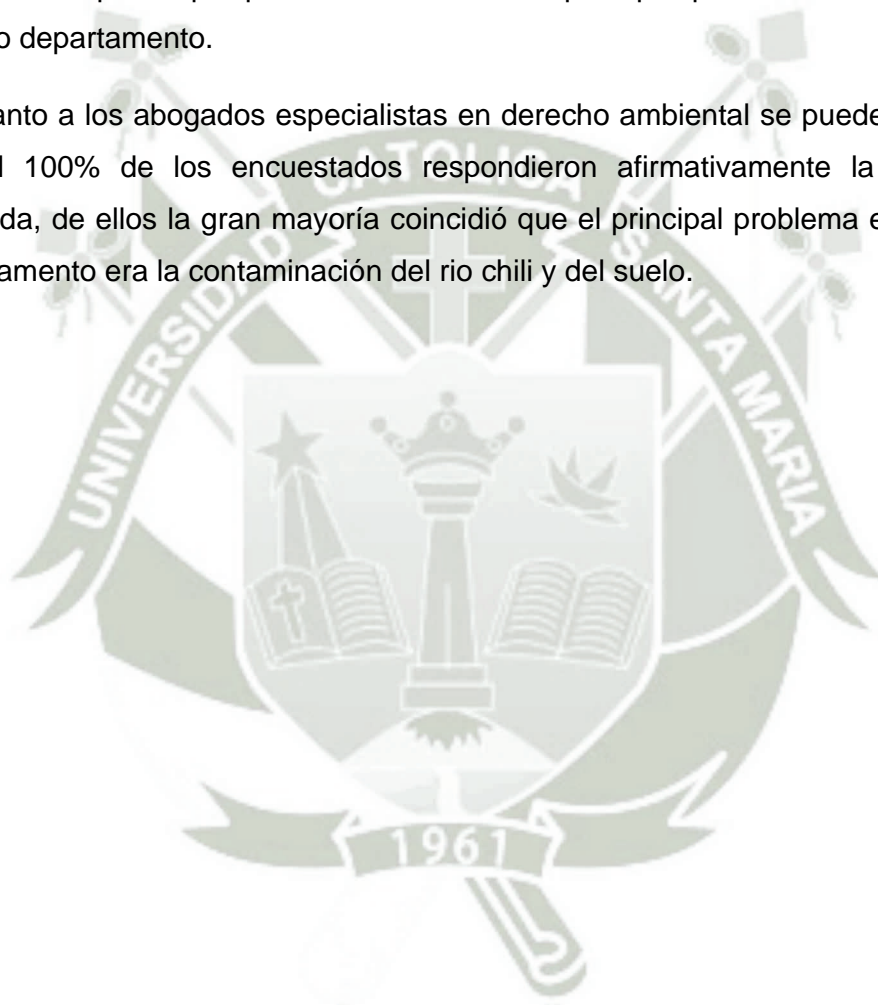 o departamento.
anto a los abogados especialistas en derecho ambiental se puede
100% de los encuestados respondieron afirmativamente la
da, de ellos la gran mayoría coincidió que el principal problema e
amento era la contaminación del rio chili y del suelo.
UNIVERSIDAD CATOLICA SANTA MARIA
1961